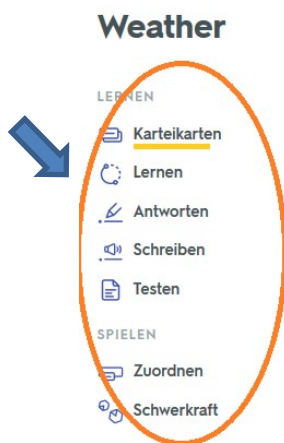 Weather
LERNEN
Karteikarten
Lernen
Antworten
Schreiben
Testen
SPIELEN
Zuordnen
Schwerkraft